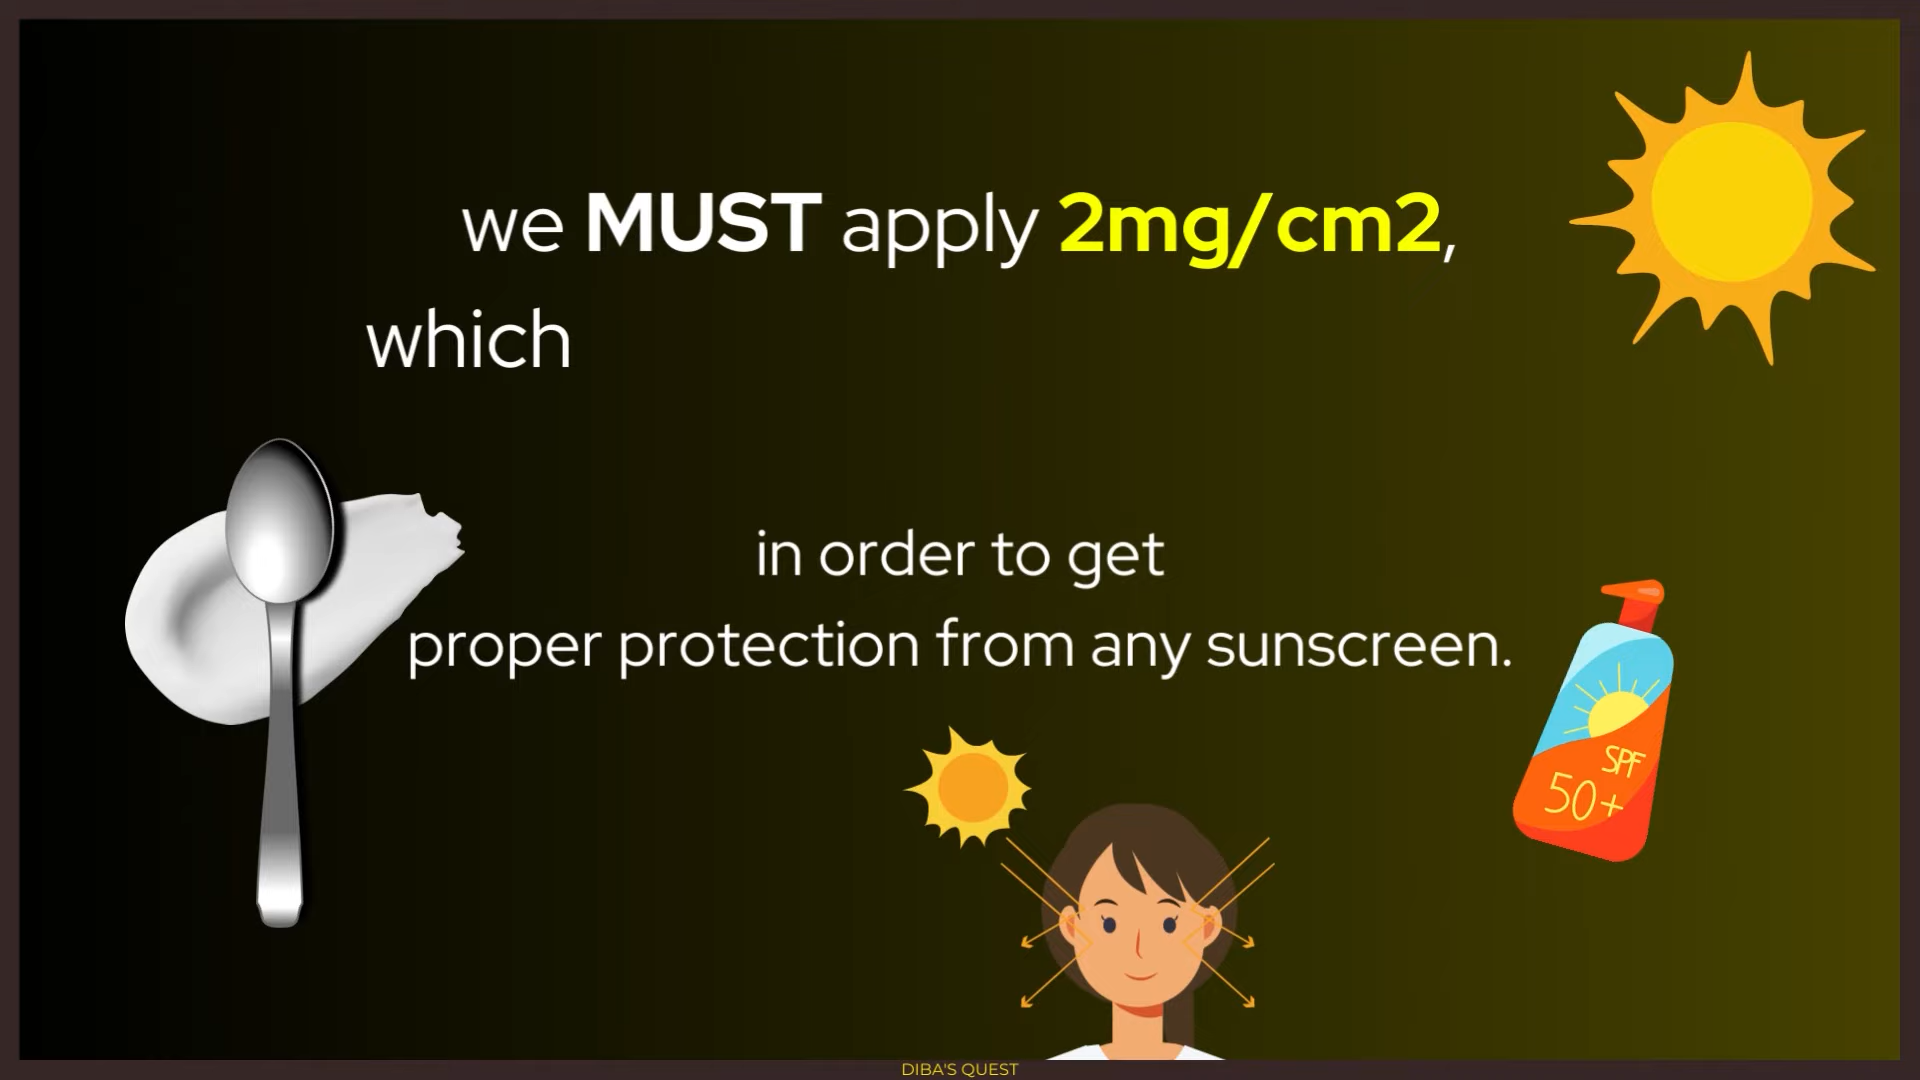 we MUST apply 2mg/cm2,
which
in order to get
proper protection from any sunscreen.
SPF
50+
DIBA'S QUEST